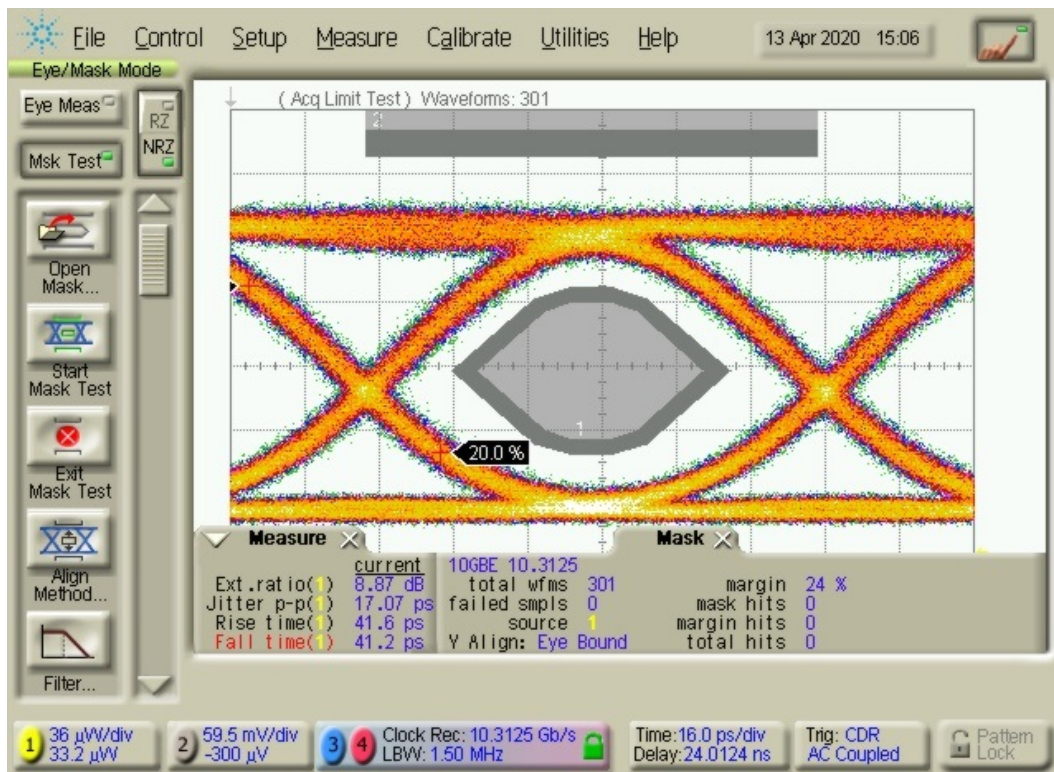 File Control Setup Measure Calibrate Utilities Help 13 Apr 2020 15:06
Eye/Mask Mode
Eye Meas
RZ
NRZ
Msk Test
Open
Mask...
Start
Mask Test
Exit
Mask Test
Align
Method...
Filter...
( Acq Limit Test ) Waveforms: 301
2
1
20.0 %
Measure
current
Ext.ratio(1) 8.87 dB
Jitter p-p(1) 17.07 ps
Rise time(1) 41.6 ps
Fall time(1) 41.2 ps
Mask
10GBE 10.3125
total wfms 301 margin 24 %
failed smpls 0 mask hits 0
source 1 margin hits 0
Y Align: Eye Bound total hits 0
1 36 µW/div
33.2 µW
2 59.5 mV/div
-300 µV
3 4 Clock Rec: 10.3125 Gb/s
LBW: 1.50 MHz
Time:16.0 ps/div
Delay:24.0124 ns
Trig: CDR
AC Coupled
Pattern
Lock